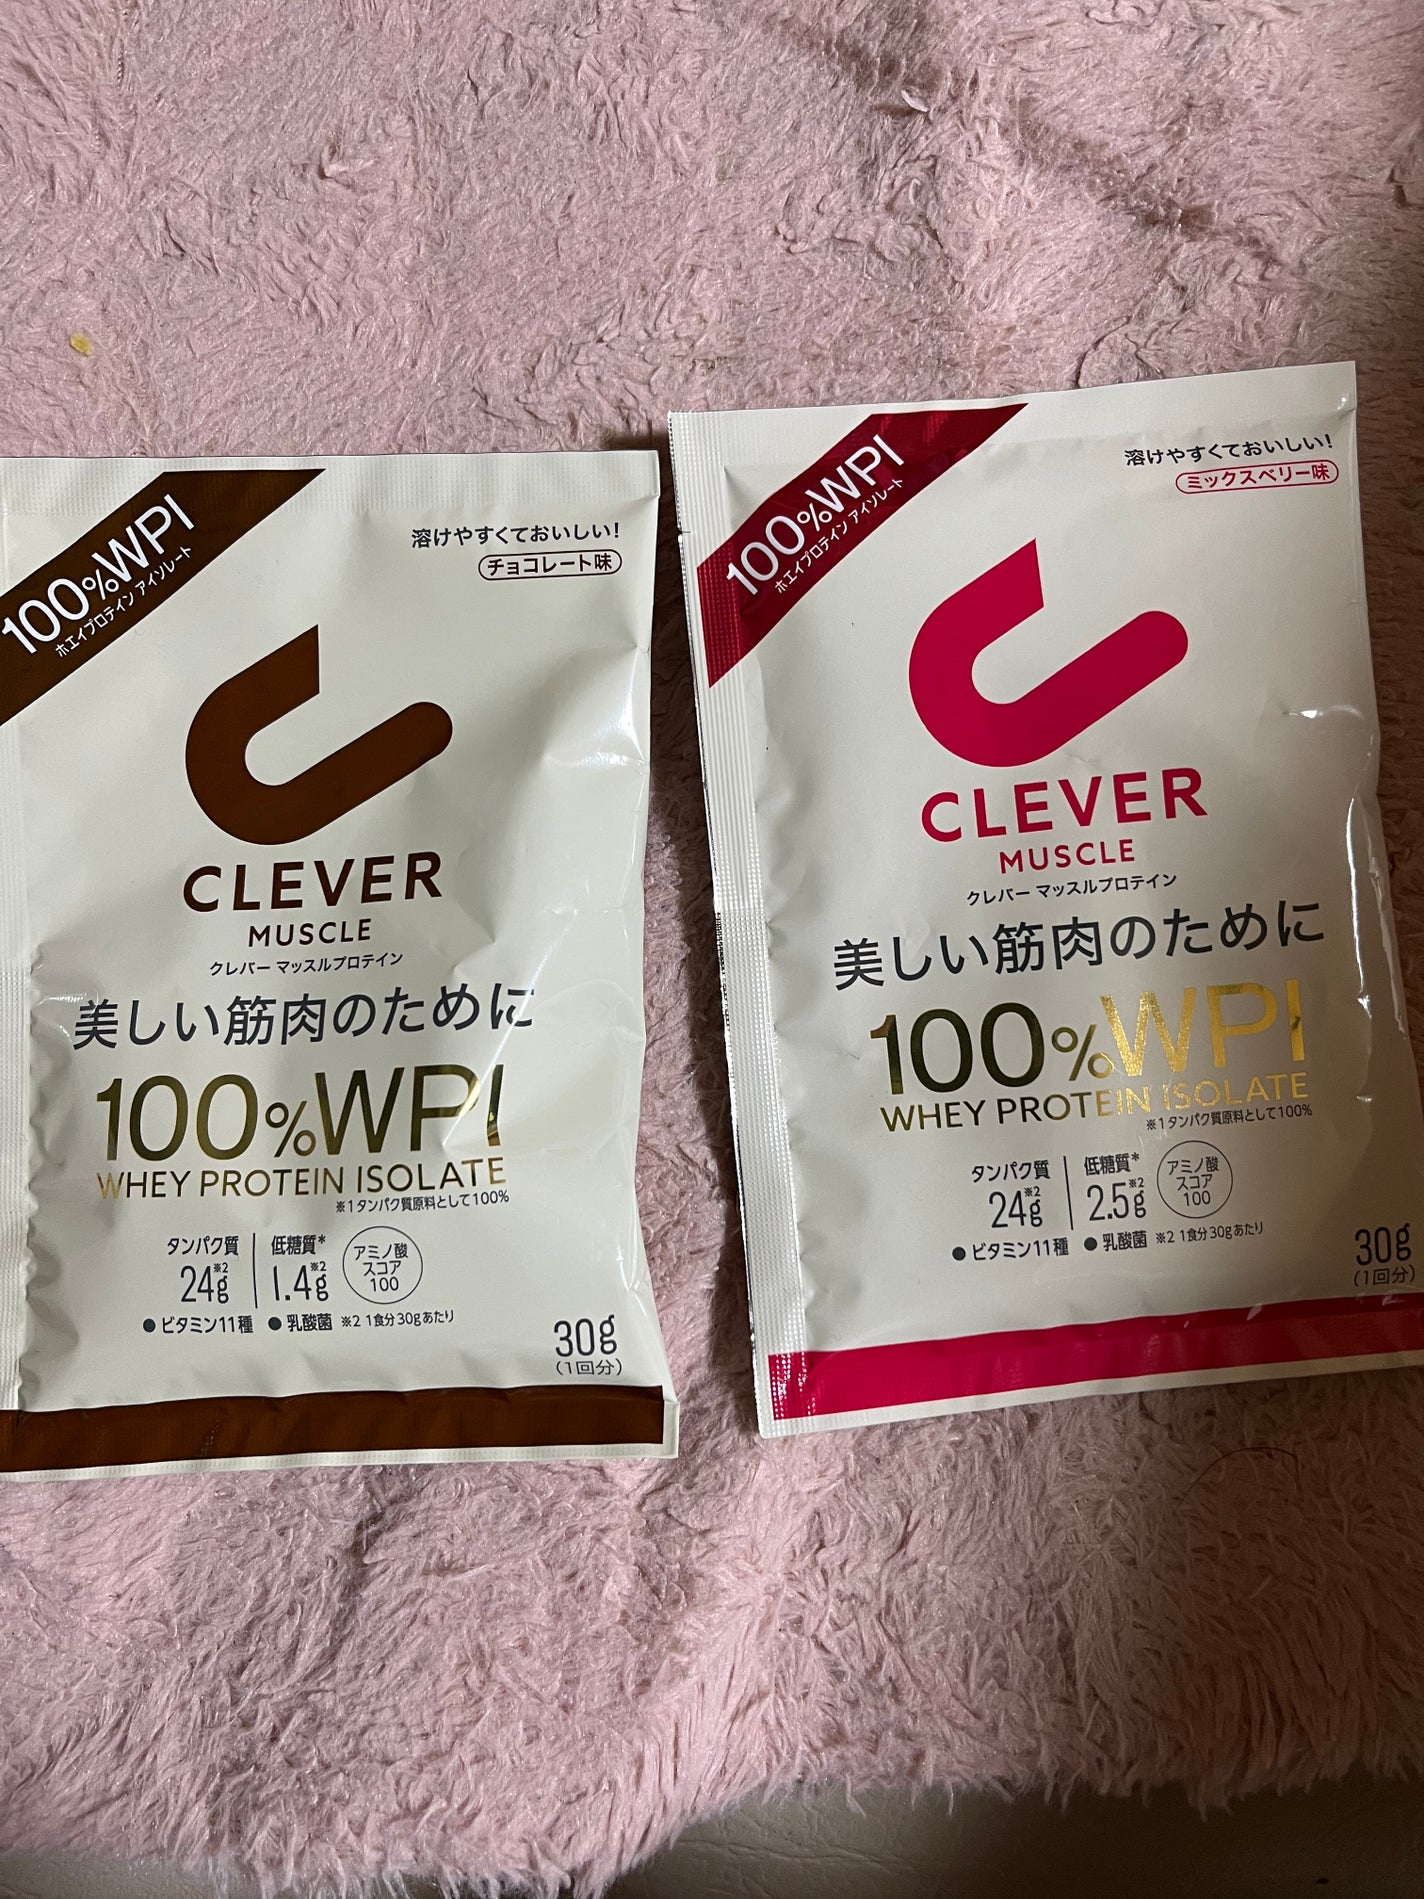 100%WPI
ホエイプロテイン アイソレート
溶けやすくておいしい!
チョコレート味
CLEVER
MUSCLE
クレバー マッスルプロテイン
美しい筋肉のために
100%WPI
WHEY PROTEIN ISOLATE
※1タンパク質原料として100%
タンパク質
24g※2
低糖質*
1.4g※2
アミノ酸
スコア
100
●ビタミン11種 ●乳酸菌 ※2 1食分30gあたり
30g
(1回分)
100%WPI
ホエイプロテイン アイソレート
溶けやすくておいしい!
ミックスベリー味
CLEVER
MUSCLE
クレバー マッスルプロテイン
美しい筋肉のために
100%WPI
WHEY PROTEIN ISOLATE
※1タンパク質原料として100%
タンパク質
24g※2
低糖質*
2.5g※2
アミノ酸
スコア
100
●ビタミン11種 ●乳酸菌 ※2 1食分30gあたり
30g
(1回分)